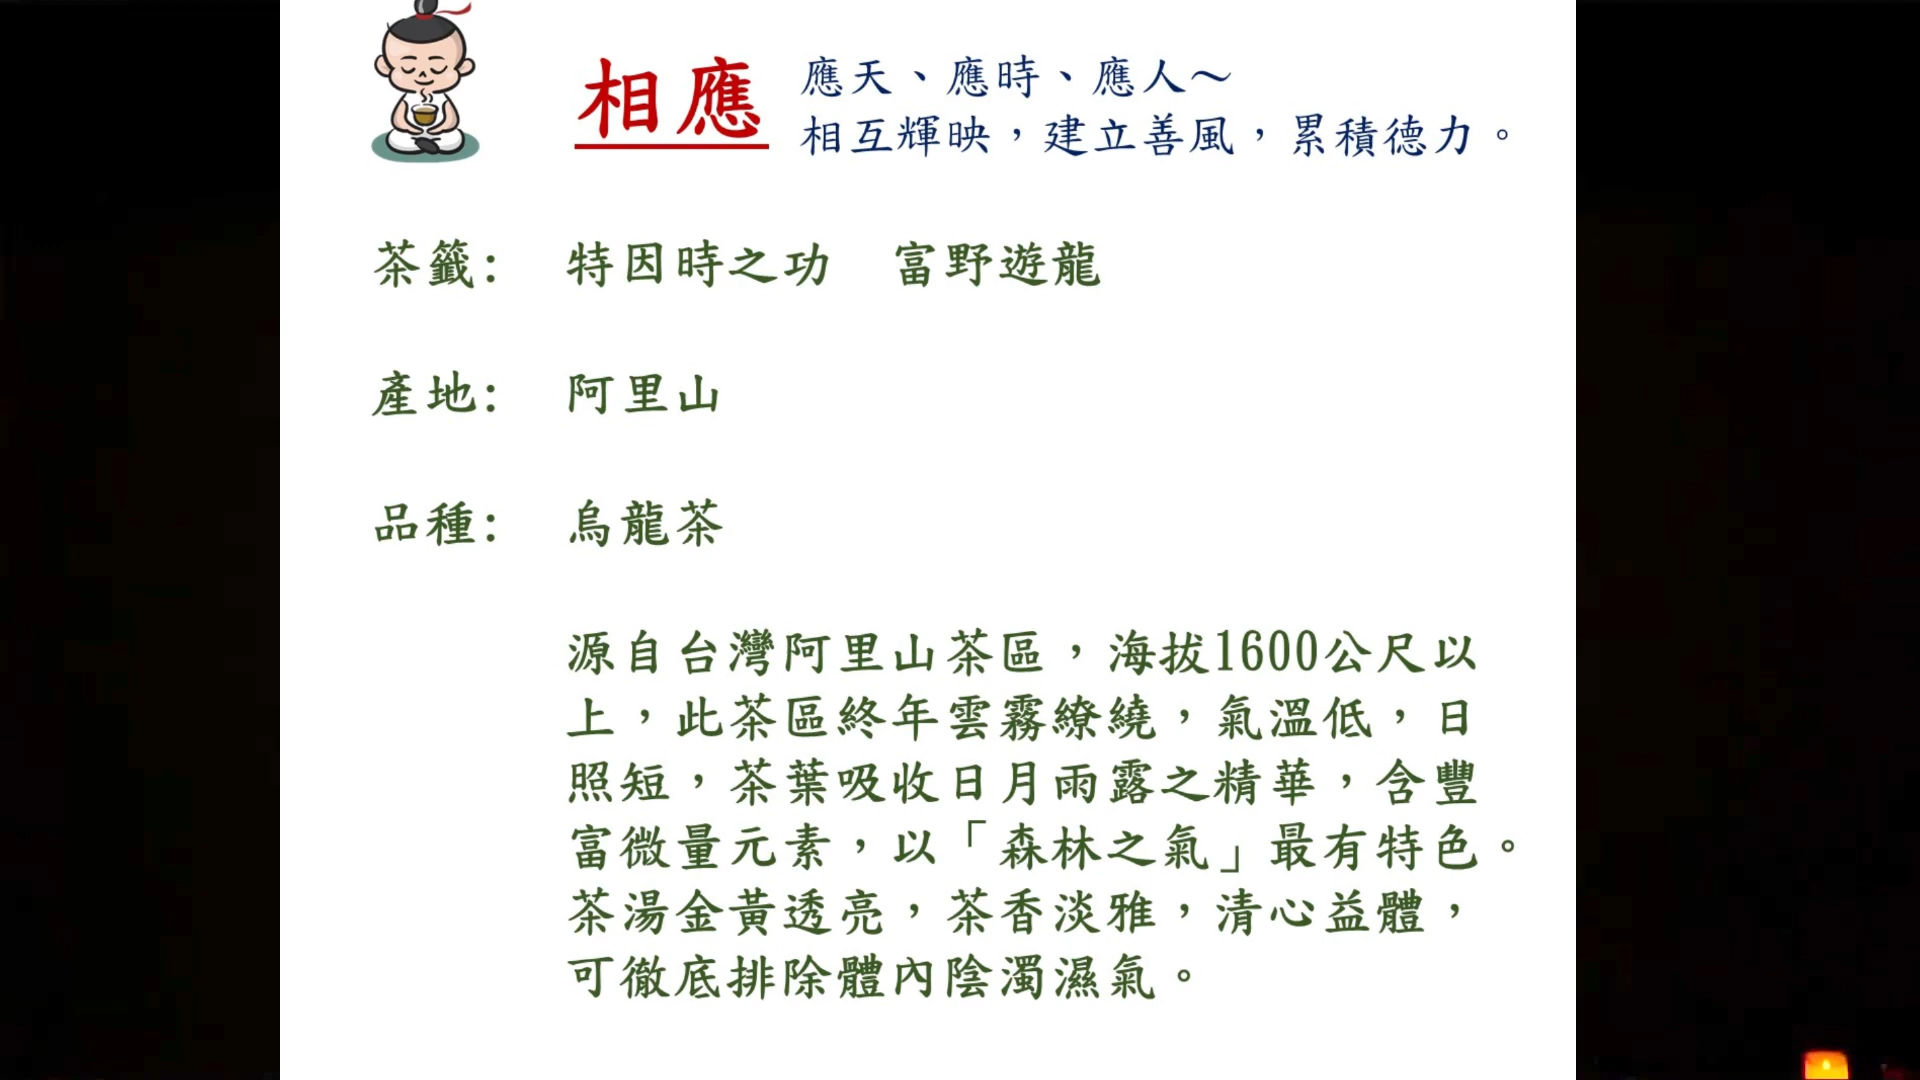 相應
應天、應時、應人～
相互輝映，建立善風，累積德力。
茶籤: 特因時之功　富野遊龍
產地: 阿里山
品種: 烏龍茶
源自台灣阿里山茶區，海拔1600公尺以
上，此茶區終年雲霧繚繞，氣溫低，日
照短，茶葉吸收日月雨露之精華，含豐
富微量元素，以「森林之氣」最有特色。
茶湯金黃透亮，茶香淡雅，清心益體，
可徹底排除體內陰濁濕氣。